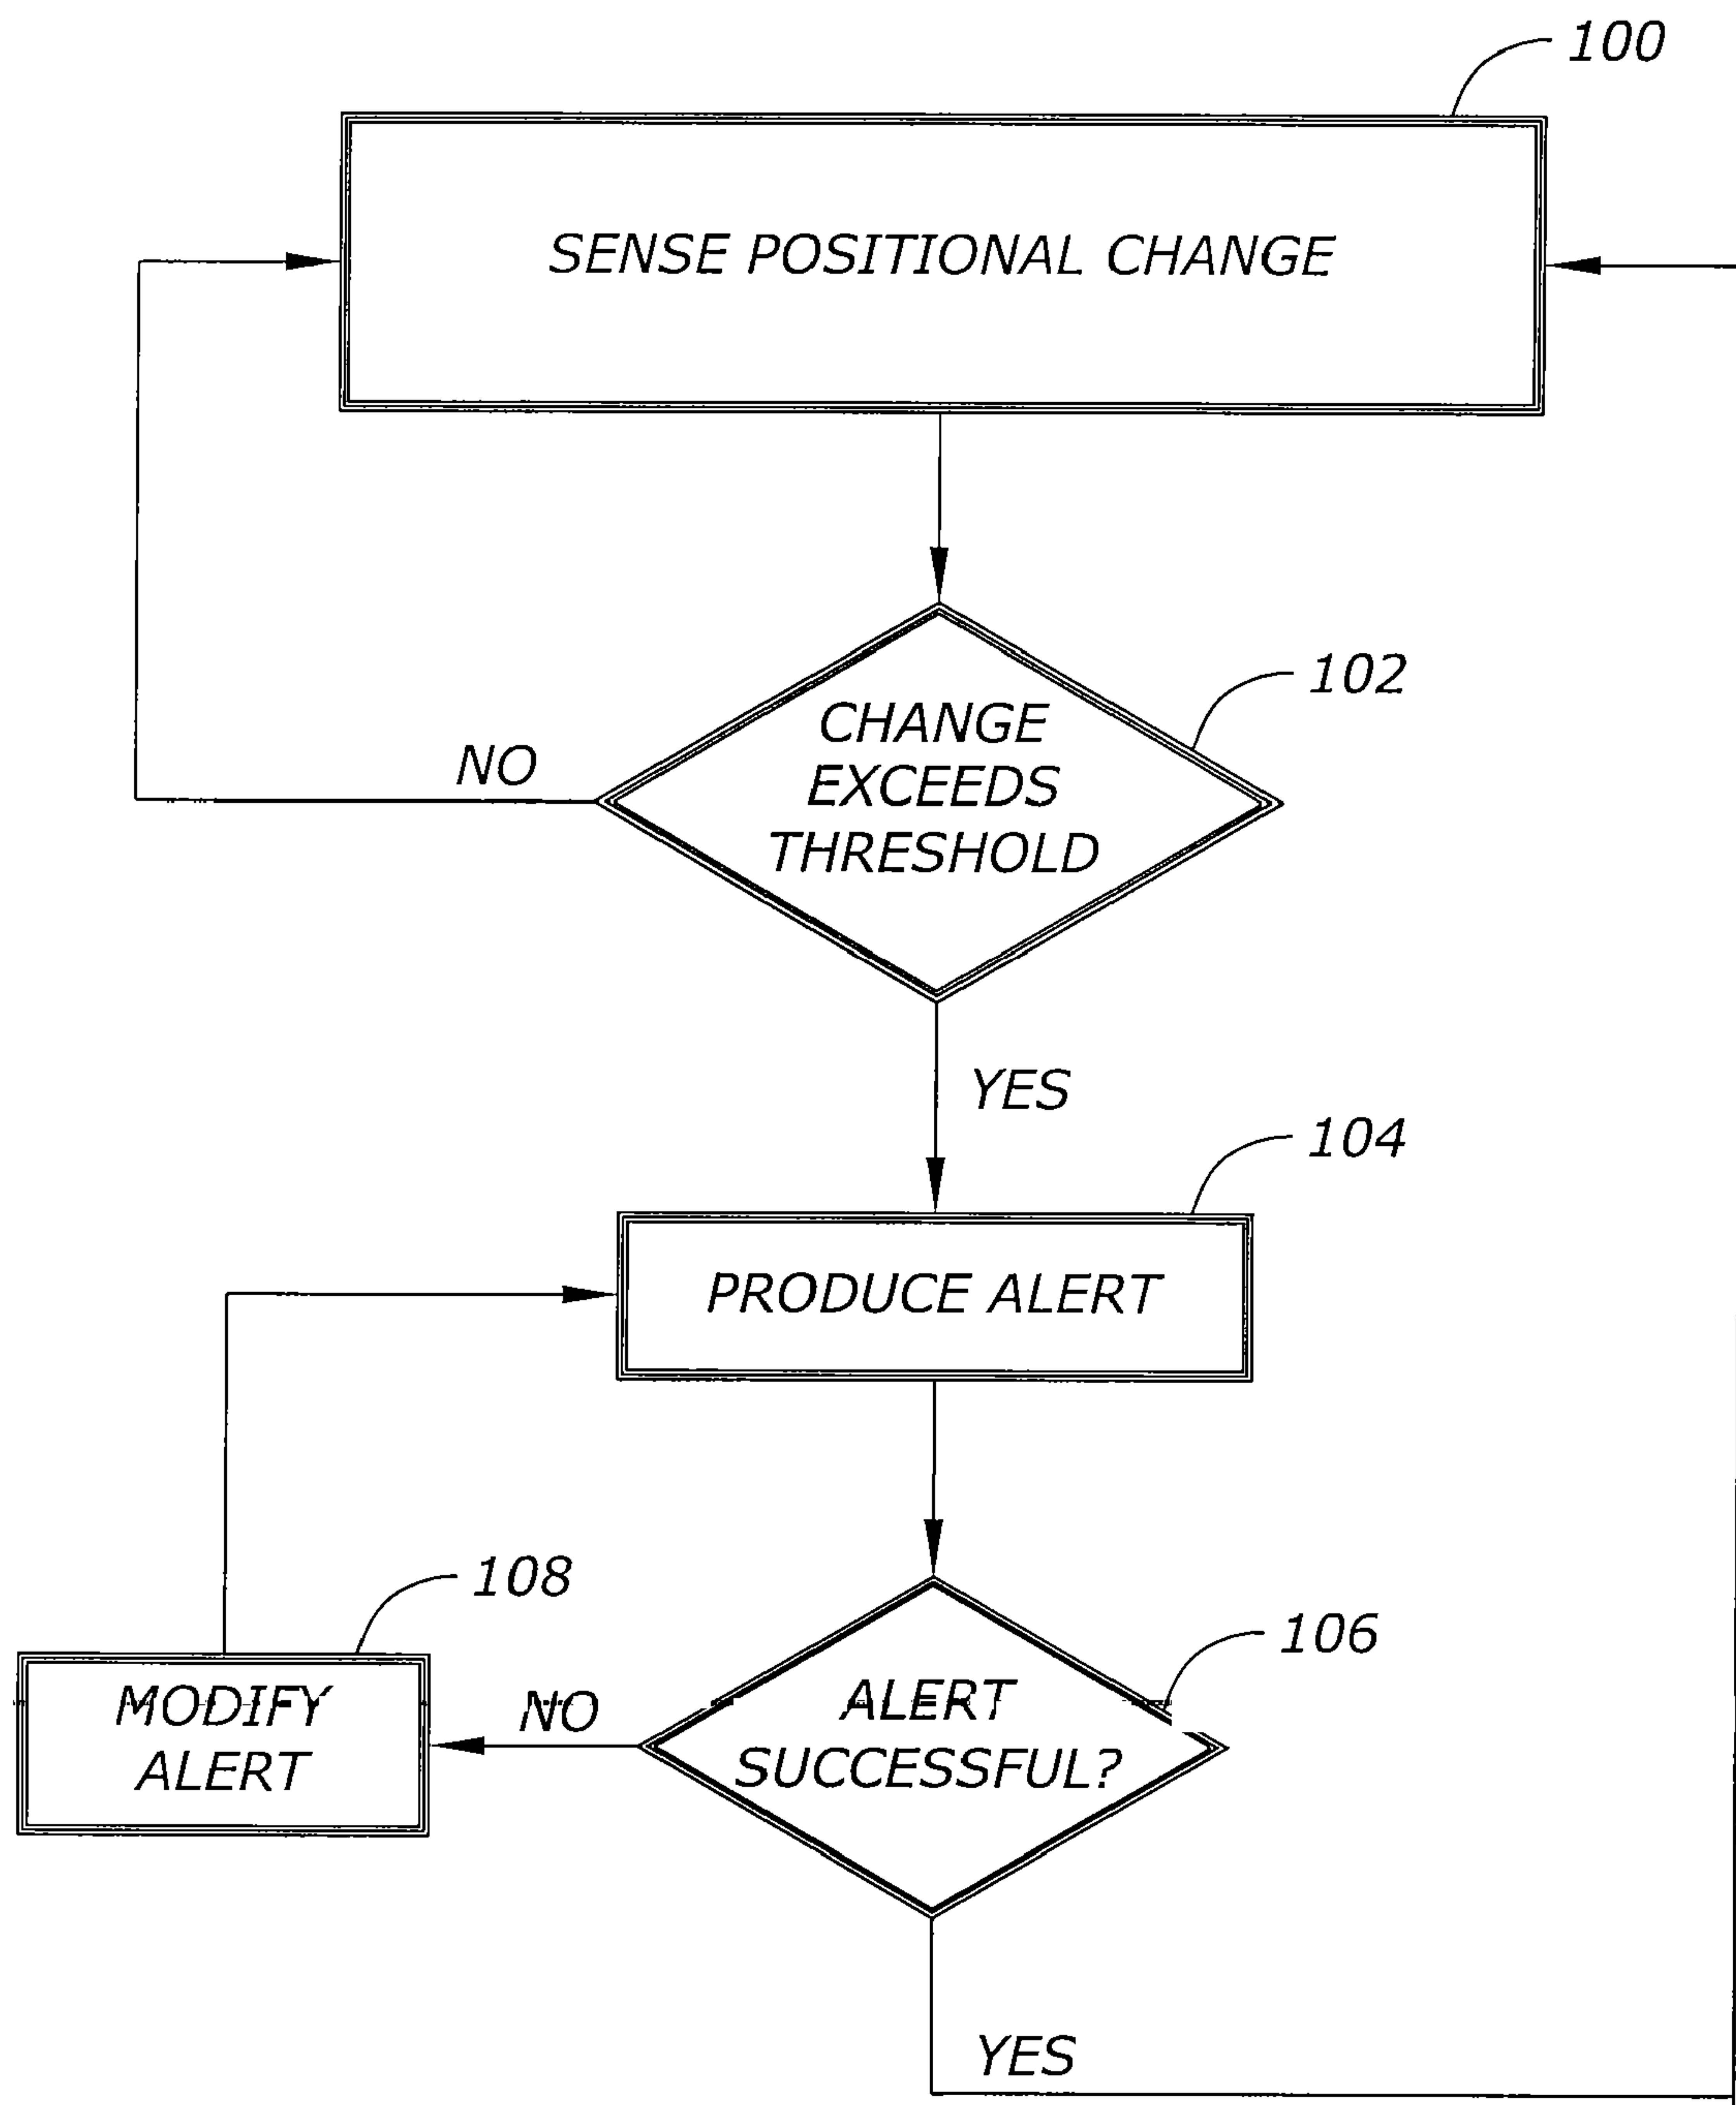 100
SENSE POSITIONAL CHANGE
102
CHANGE
EXCEEDS
THRESHOLD
NO
YES
104
PRODUCE ALERT
108
106
MODIFY
ALERT
NO
ALERT
SUCCESSFUL?
YES